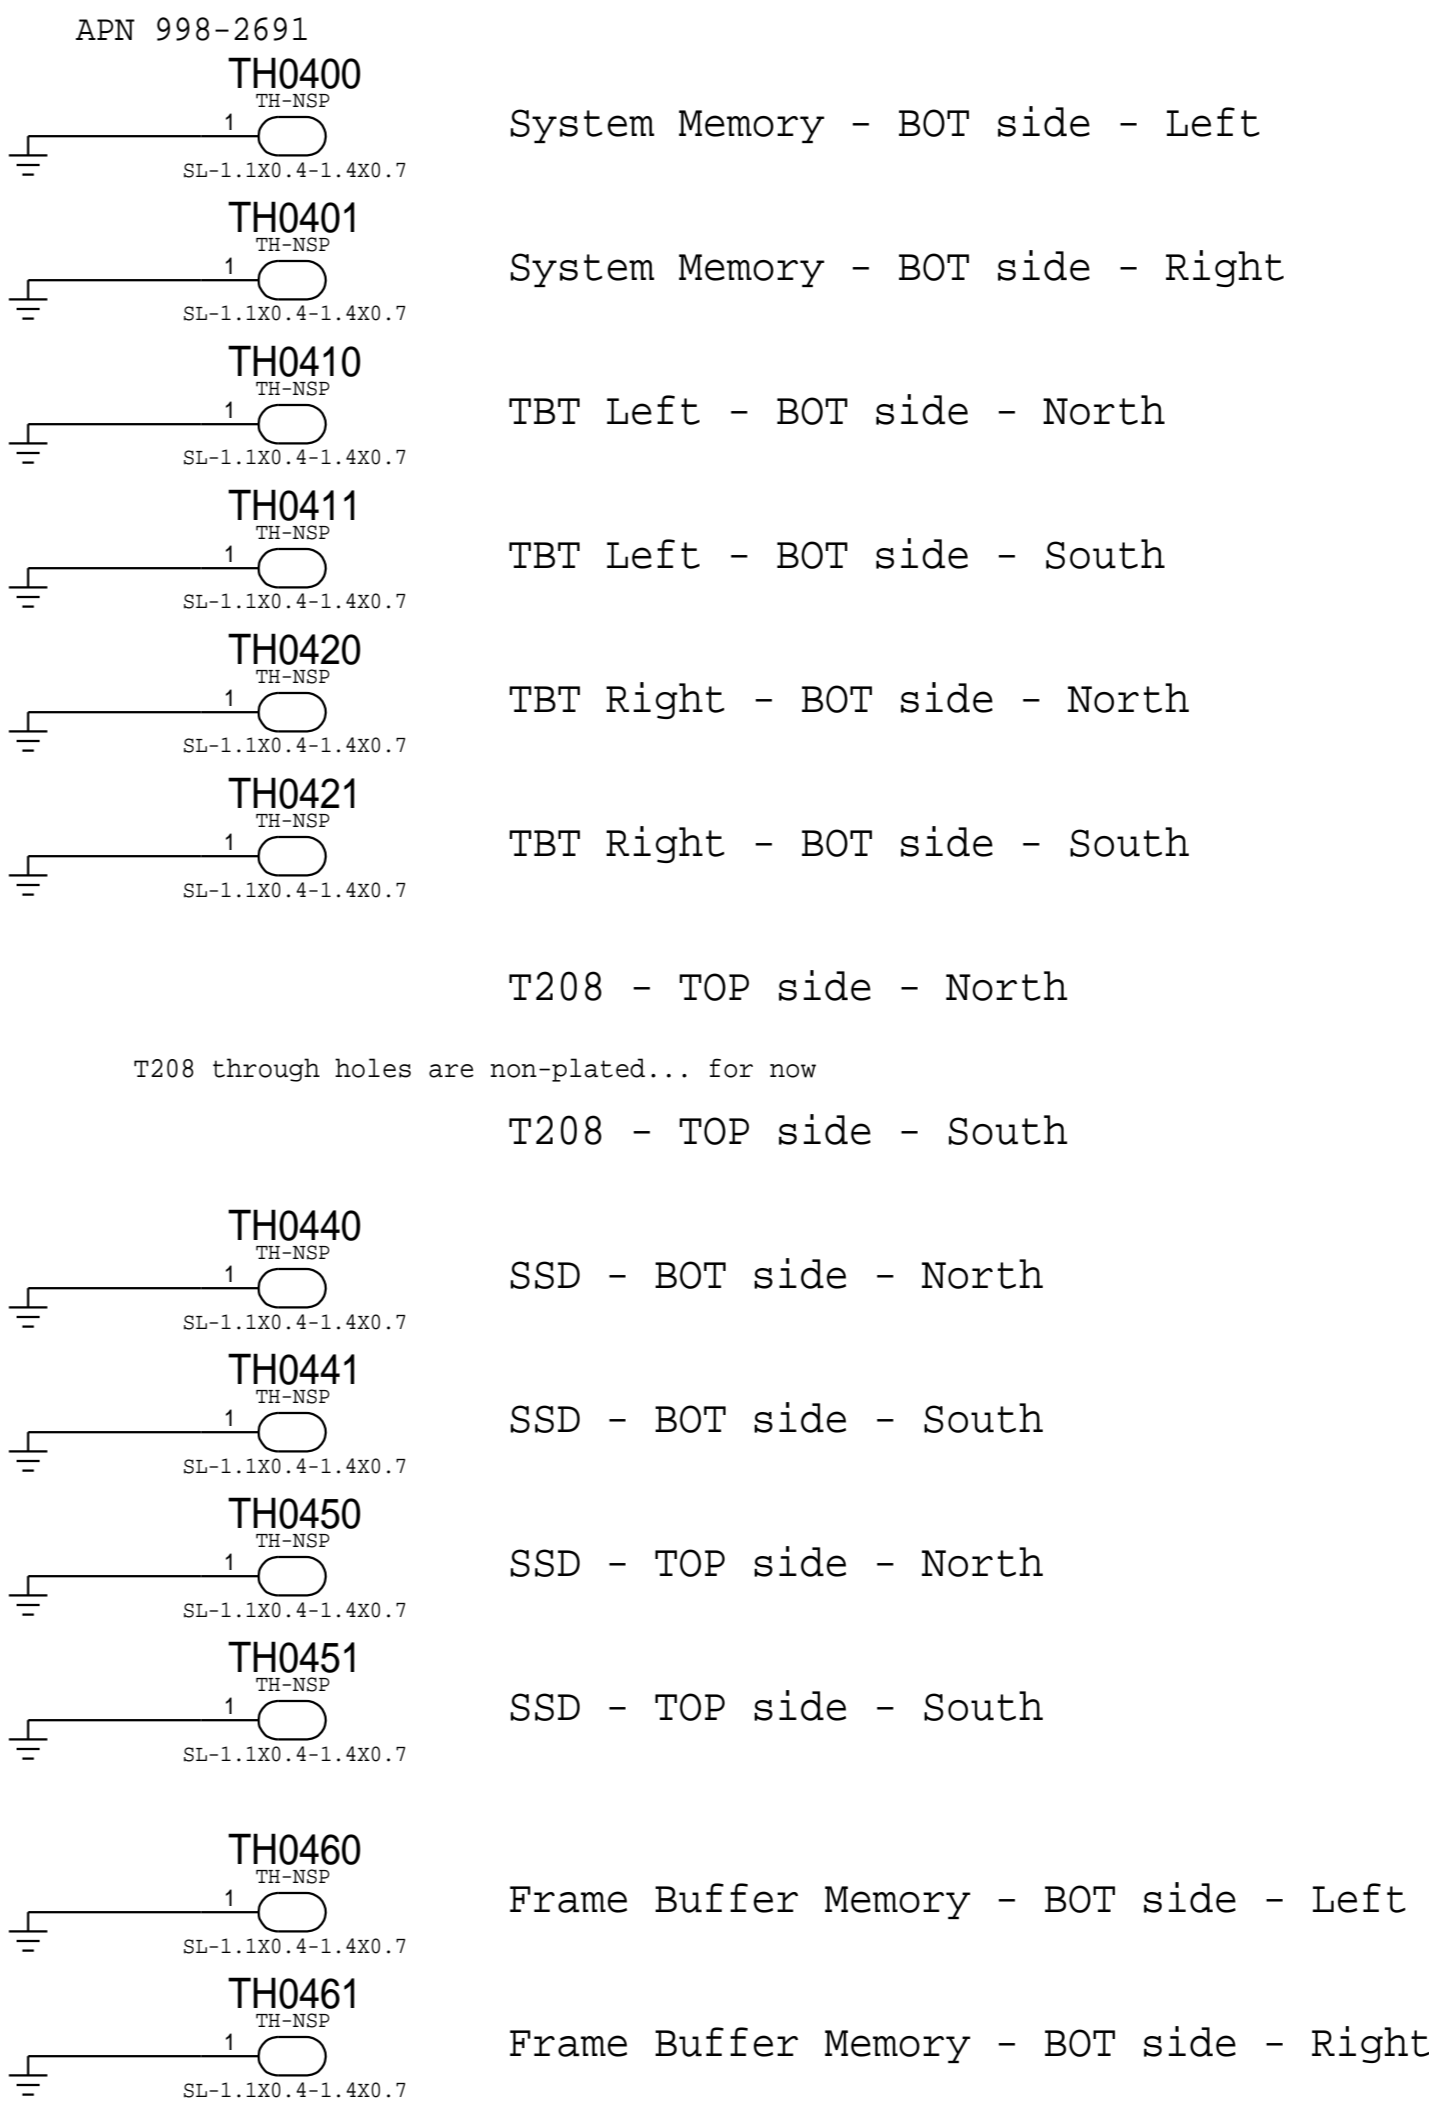 APN 998-2691
TH0400
TH-NSP
1
System Memory - BOT side - Left
SL-1.1X0.4-1.4X0.7
TH0401
TH-NSP
1
System Memory - BOT side - Right
SL-1.1X0.4-1.4X0.7
TH0410
TH-NSP
1
TBT Left - BOT side - North
SL-1.1X0.4-1.4X0.7
TH0411
TH-NSP
1
TBT Left - BOT side - South
SL-1.1X0.4-1.4X0.7
TH0420
TH-NSP
1
TBT Right - BOT side - North
SL-1.1X0.4-1.4X0.7
TH0421
TH-NSP
1
TBT Right - BOT side - South
SL-1.1X0.4-1.4X0.7
T208 - TOP side - North
T208 through holes are non-plated... for now
T208 - TOP side - South
TH0440
TH-NSP
1
SSD - BOT side - North
SL-1.1X0.4-1.4X0.7
TH0441
TH-NSP
1
SSD - BOT side - South
SL-1.1X0.4-1.4X0.7
TH0450
TH-NSP
1
SSD - TOP side - North
SL-1.1X0.4-1.4X0.7
TH0451
TH-NSP
1
SSD - TOP side - South
SL-1.1X0.4-1.4X0.7
TH0460
TH-NSP
1
Frame Buffer Memory - BOT side - Left
SL-1.1X0.4-1.4X0.7
TH0461
TH-NSP
1
Frame Buffer Memory - BOT side - Right
SL-1.1X0.4-1.4X0.7